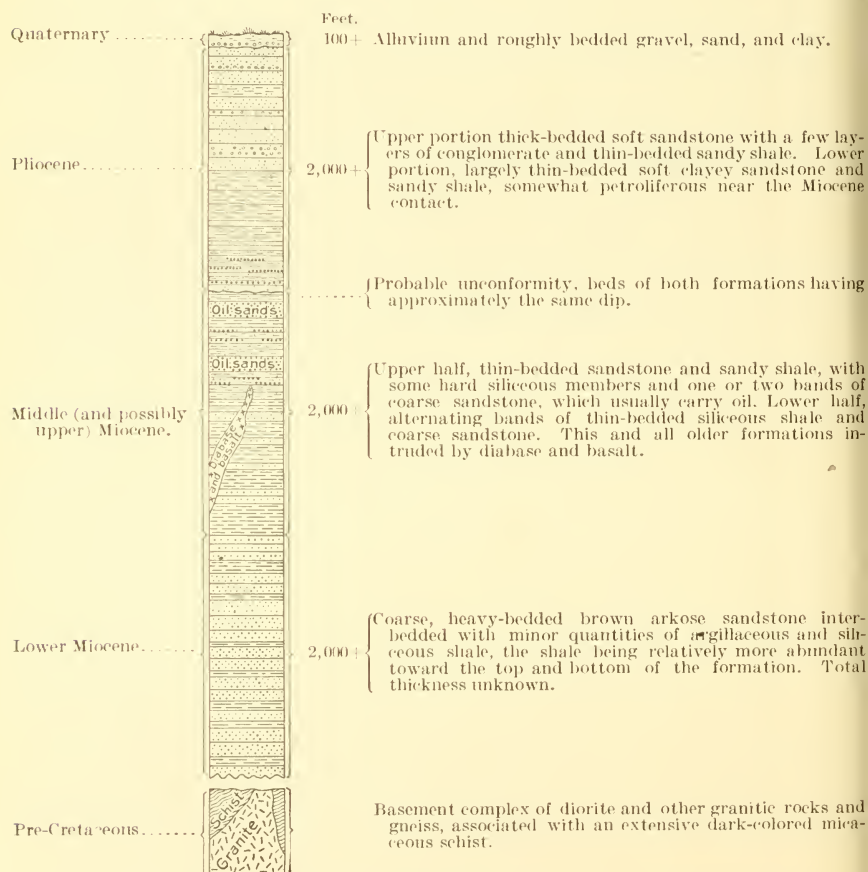 Feet.
Quaternary
100+ Alluvium and roughly bedded gravel, sand, and clay.
Pliocene
2,000+
Upper portion thick-bedded soft sandstone with a few lay-
ers of conglomerate and thin-bedded sandy shale. Lower
portion, largely thin-bedded soft clayey sandstone and
sandy shale, somewhat petroliferous near the Miocene
contact.
Probable unconformity, beds of both formations having
approximately the same dip.
Oil sands
Oil sands
Middle (and possibly
upper) Miocene.
2,000+
Diabase
and basalt
Upper half, thin-bedded sandstone and sandy shale, with
some hard siliceous members and one or two bands of
coarse sandstone, which usually carry oil. Lower half,
alternating bands of thin-bedded siliceous shale and
coarse sandstone. This and all older formations in-
truded by diabase and basalt.
Lower Miocene
2,000+
Coarse, heavy-bedded brown arkose sandstone inter-
bedded with minor quantities of argillaceous and sili-
ceous shale, the shale being relatively more abundant
toward the top and bottom of the formation. Total
thickness unknown.
Pre-Cretaceous
Schist
Granite
Basement complex of diorite and other granitic rocks and
gneiss, associated with an extensive dark-colored mica-
ceous schist.